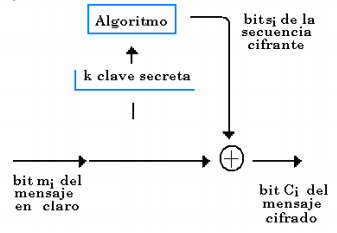 Algoritmo
bit si de la
secuencia
cifrante
k clave secreta
bit mi del
mensaje
en claro
bit Ci del
mensaje
cifrado